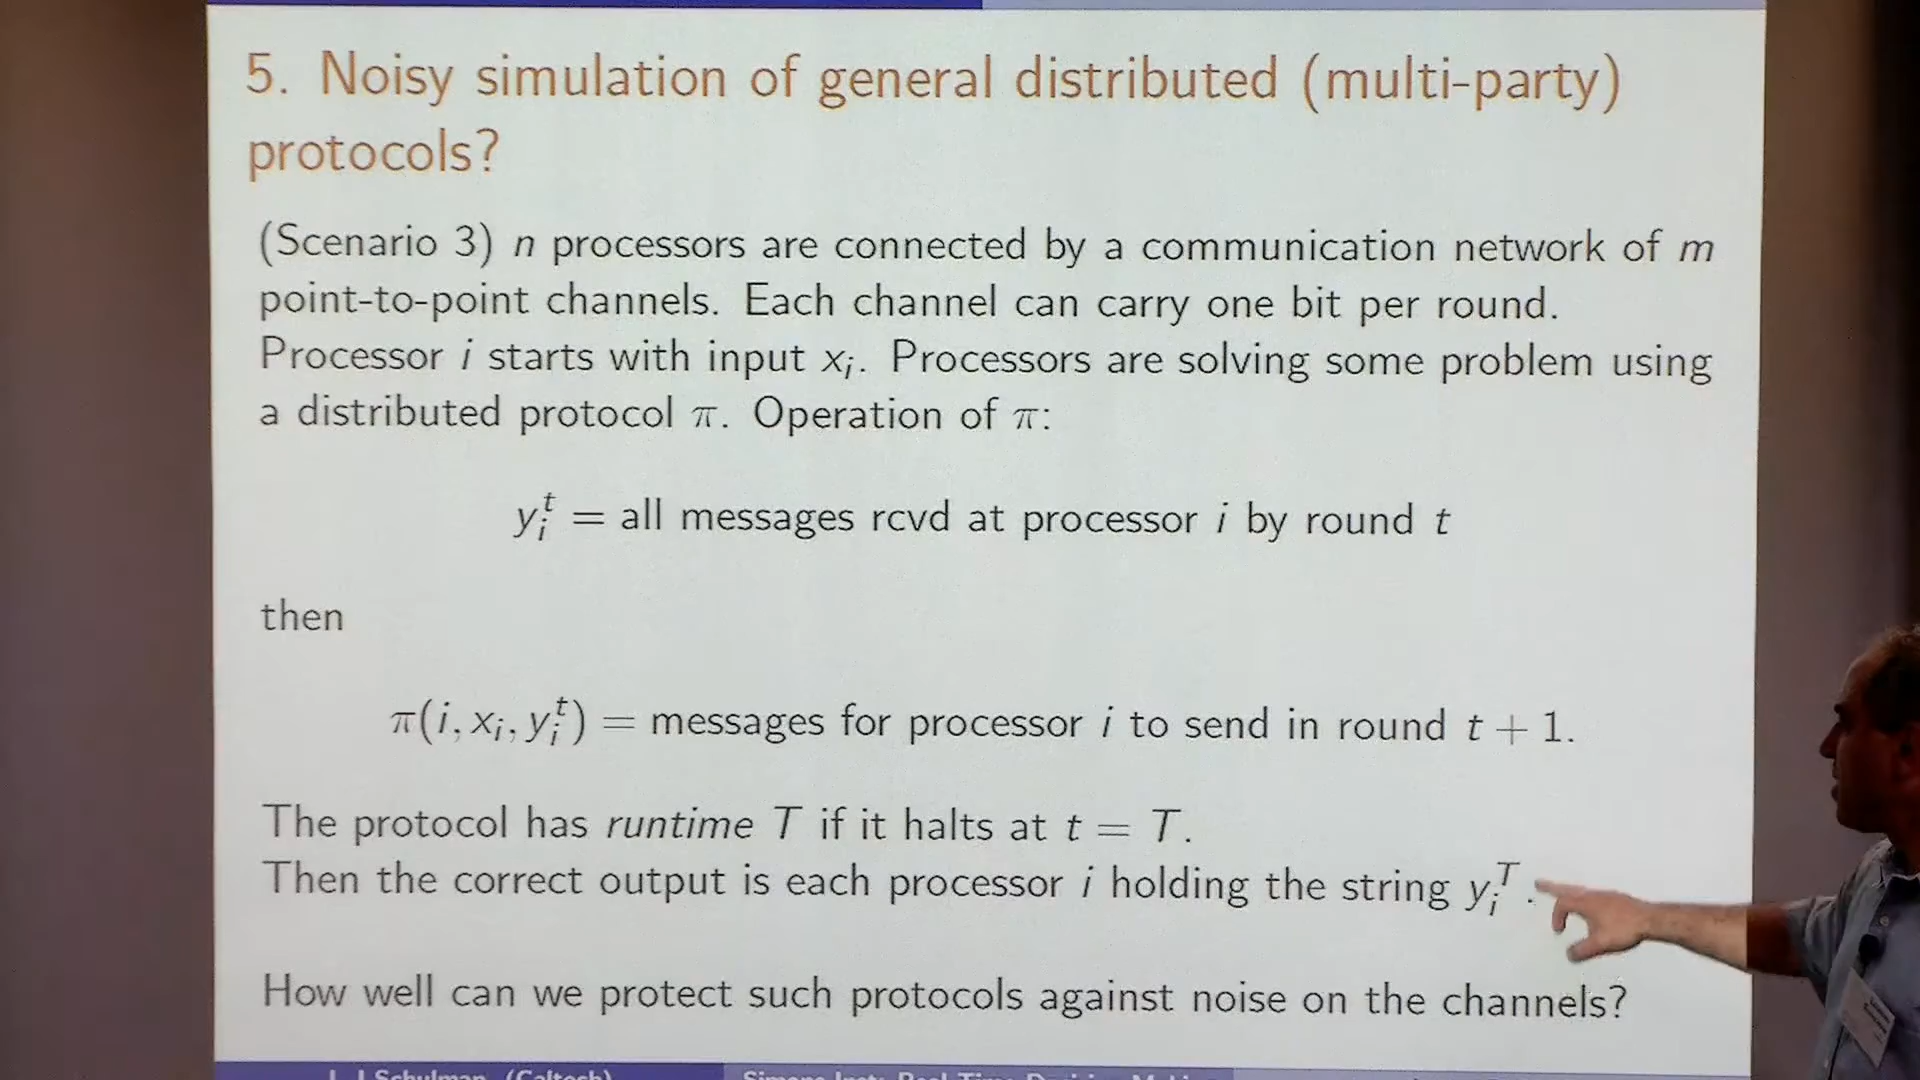 5. Noisy simulation of general distributed (multi-party)
protocols?
(Scenario 3) n processors are connected by a communication network of m
point-to-point channels. Each channel can carry one bit per round.
Processor i starts with input xᵢ. Processors are solving some problem using
a distributed protocol π. Operation of π:
yᵢᵗ = all messages rcvd at processor i by round t
then
π(i, xᵢ, yᵢᵗ) = messages for processor i to send in round t + 1.
The protocol has runtime T if it halts at t = T.
Then the correct output is each processor i holding the string yᵢᵀ.
How well can we protect such protocols against noise on the channels?
Schulman (Caltech)